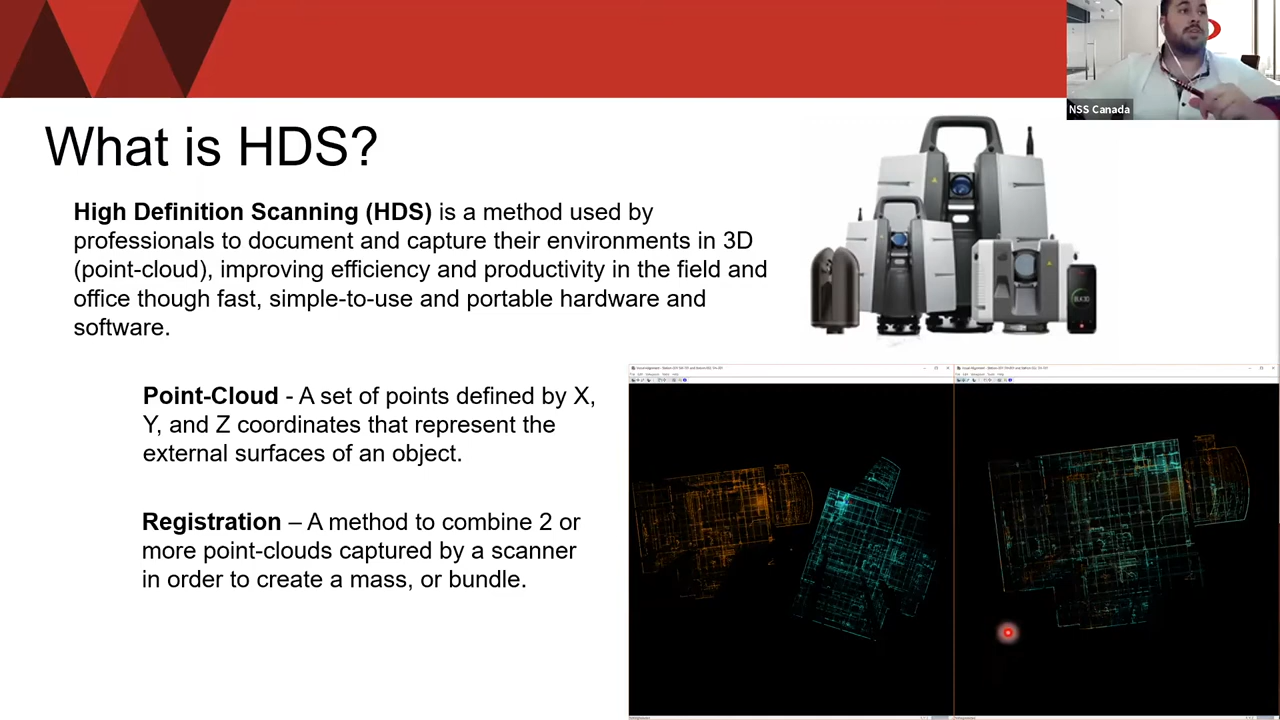 NSS Canada
What is HDS?
High Definition Scanning (HDS) is a method used by
professionals to document and capture their environments in 3D
(point-cloud), improving efficiency and productivity in the field and
office though fast, simple-to-use and portable hardware and
software.
BLK3D
Point-Cloud - A set of points defined by X,
Y, and Z coordinates that represent the
external surfaces of an object.
Registration – A method to combine 2 or
more point-clouds captured by a scanner
in order to create a mass, or bundle.